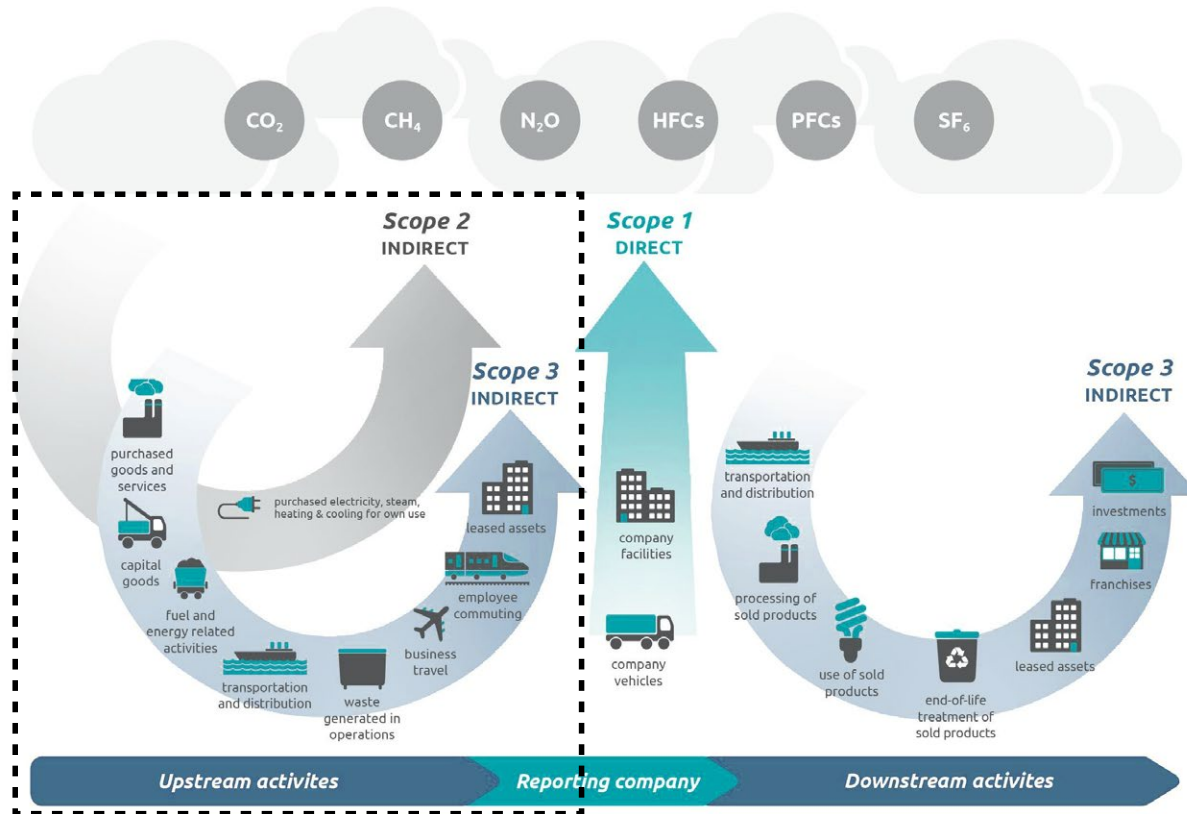 CO₂
CH₄
N₂O
HFCs
PFCs
SF₆
Scope 2
INDIRECT
Scope 1
DIRECT
Scope 3
INDIRECT
Scope 3
INDIRECT
purchased
goods and
services
capital
goods
fuel and
energy related
activities
transportation
and distribution
waste
generated in
operations
business
travel
employee
commuting
leased assets
purchased electricity, steam,
heating & cooling for own use
company
facilities
company
vehicles
transportation
and distribution
processing of
sold products
use of sold
products
end-of-life
treatment of
sold products
leased assets
franchises
$
investments
Upstream activites
Reporting company
Downstream activites